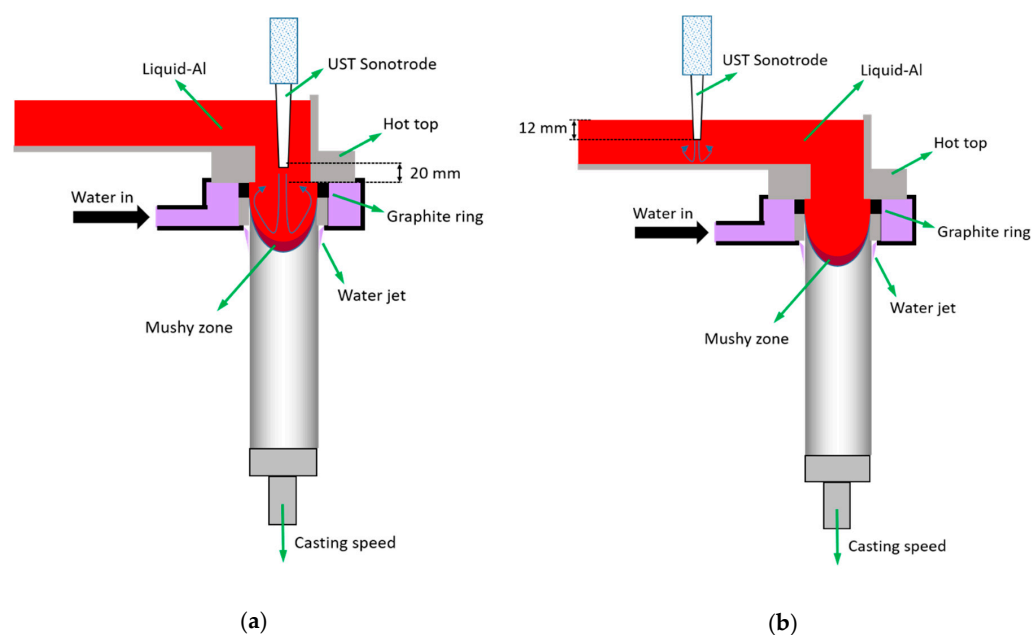 UST Sonotrode
Liquid-Al
Hot top
20 mm
Water in
Graphite ring
Water jet
Mushy zone
Casting speed
(a)
UST Sonotrode
Liquid-Al
12 mm
Hot top
Water in
Graphite ring
Water jet
Mushy zone
Casting speed
(b)